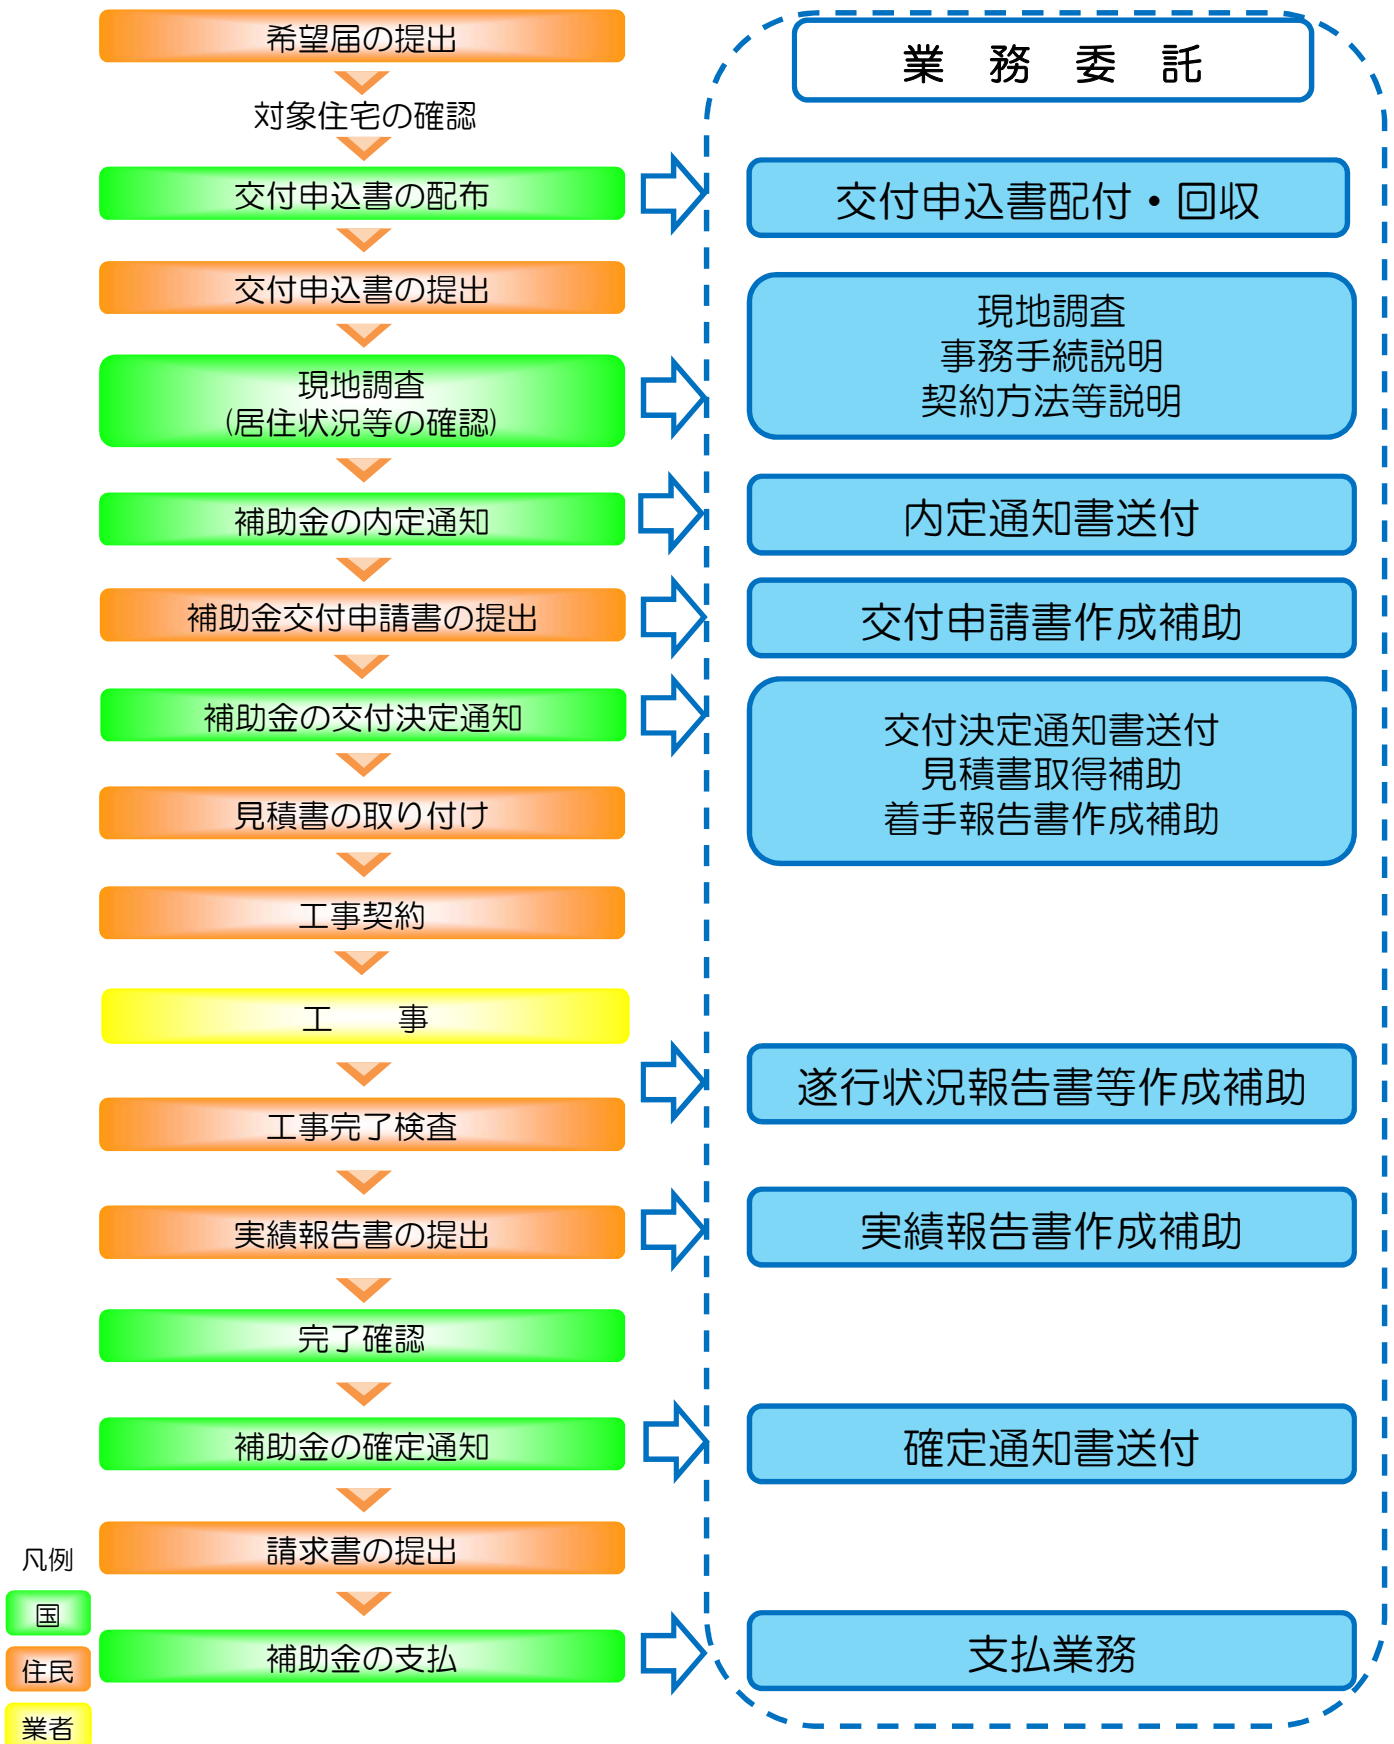 希望届の提出
対象住宅の確認
交付申込書の配布
交付申込書の提出
現地調査
(居住状況等の確認)
補助金の内定通知
補助金交付申請書の提出
補助金の交付決定通知
見積書の取り付け
工事契約
工　　事
工事完了検査
実績報告書の提出
完了確認
補助金の確定通知
請求書の提出
補助金の支払
凡例
国
住民
業者
業　務　委　託
交付申込書配付・回収
現地調査
事務手続説明
契約方法等説明
内定通知書送付
交付申請書作成補助
交付決定通知書送付
見積書取得補助
着手報告書作成補助
遂行状況報告書等作成補助
実績報告書作成補助
確定通知書送付
支払業務